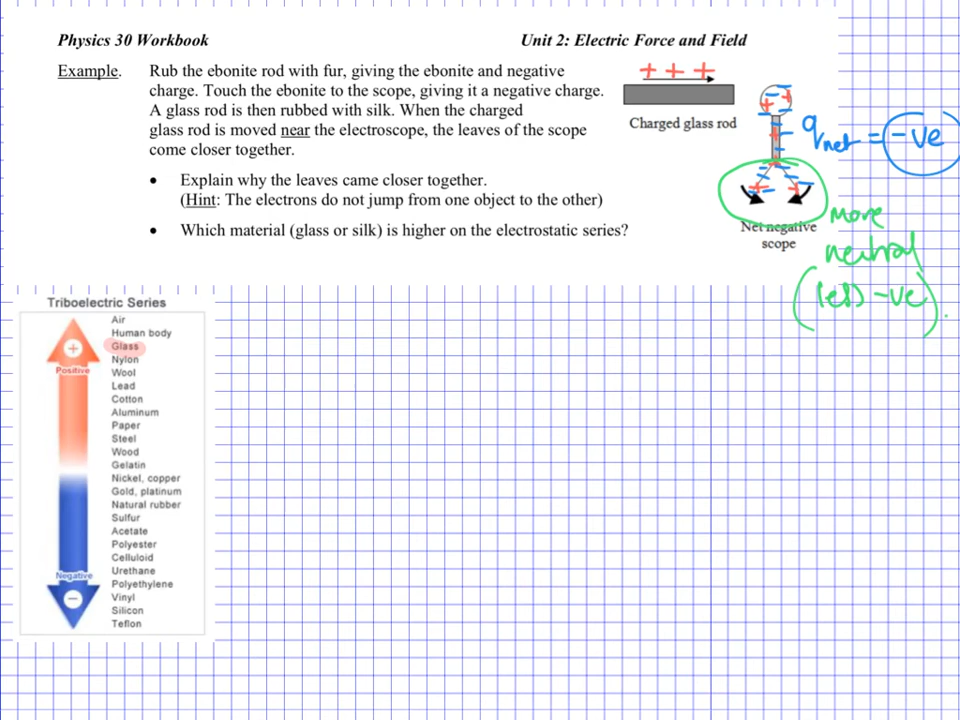 Physics 30 Workbook
Unit 2: Electric Force and Field
Example. Rub the ebonite rod with fur, giving the ebonite and negative
charge. Touch the ebonite to the scope, giving it a negative charge.
A glass rod is then rubbed with silk. When the charged
glass rod is moved near the electroscope, the leaves of the scope
come closer together.
• Explain why the leaves came closer together.
(Hint: The electrons do not jump from one object to the other)
• Which material (glass or silk) is higher on the electrostatic series?
+ + +
Charged glass rod
qnet = -ve
Net negative
scope
more
neutral
(less -ve).
Triboelectric Series
+
Positive
Air
Human body
Glass
Nylon
Wool
Lead
Cotton
Aluminum
Paper
Steel
Wood
Gelatin
Nickel, copper
Gold, platinum
Natural rubber
Sulfur
Acetate
Polyester
Celluloid
Urethane
Polyethylene
Vinyl
Silicon
Teflon
Negative
−